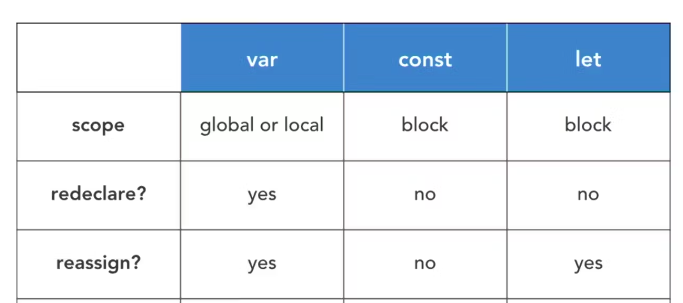 var const let
scope global or local block block
redeclare? yes no no
reassign? yes no yes